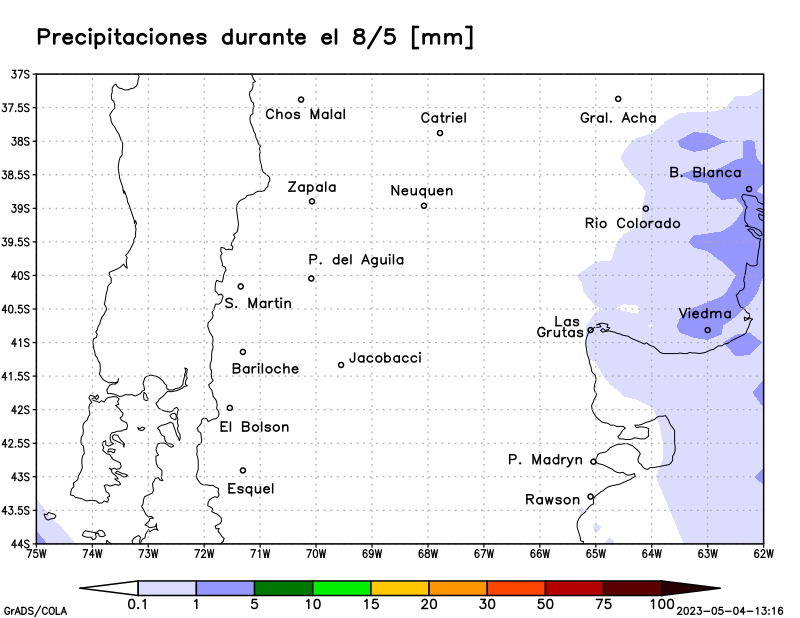 Precipitaciones durante el 8/5 [mm]
37S
37.5S
Chos Malal
Catriel
Gral. Acha
38S
38.5S
B. Blanca
Zapala
Neuquen
39S
Rio Colorado
39.5S
P. del Aguila
40S
S. Martin
40.5S
Viedma
Las
Grutas
41S
Jacobacci
Bariloche
41.5S
42S
El Bolson
42.5S
P. Madryn
43S
Esquel
Rawson
43.5S
44S
75W 74W 73W 72W 71W 70W 69W 68W 67W 66W 65W 64W 63W 62W
0.1 1 5 10 15 20 30 50 75 100
GrADS/COLA
2023-05-04-13:16